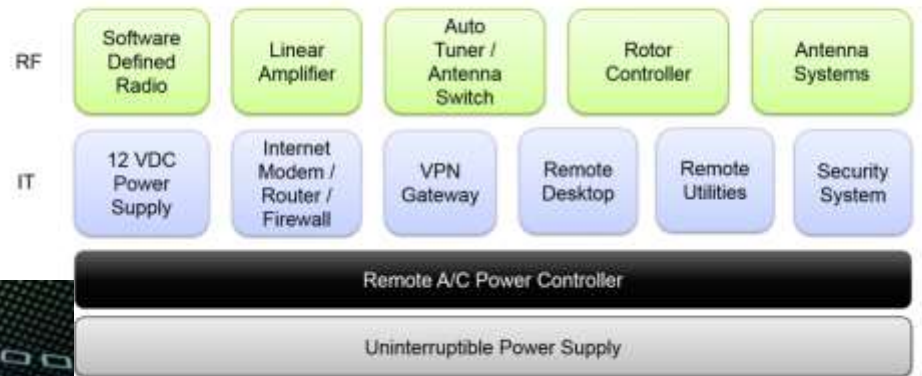 RF
Software
Defined
Radio
Linear
Amplifier
Auto
Tuner /
Antenna
Switch
Rotor
Controller
Antenna
Systems
IT
12 VDC
Power
Supply
Internet
Modem /
Router /
Firewall
VPN
Gateway
Remote
Desktop
Remote
Utilities
Security
System
Remote A/C Power Controller
Uninterruptible Power Supply